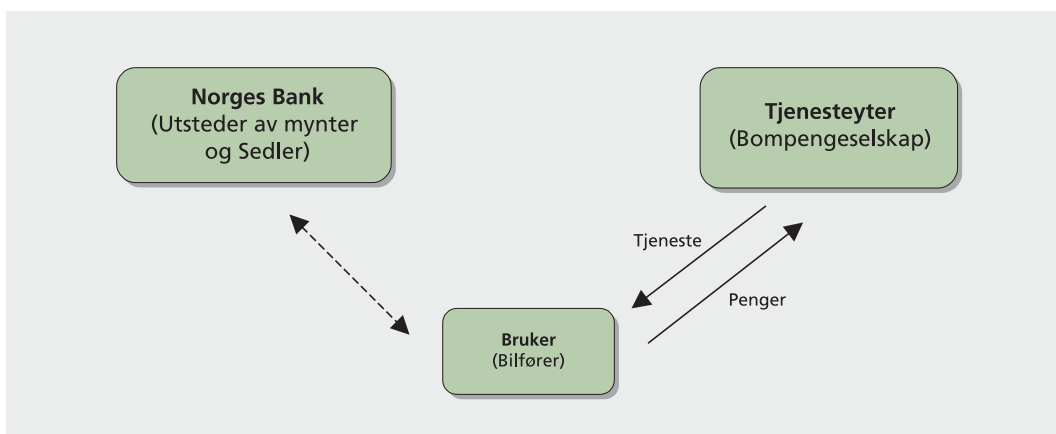 Norges Bank
(Utsteder av mynter
og Sedler)
Tjenesteyter
(Bompengeselskap)
Tjeneste
Penger
Bruker
(Bilfører)